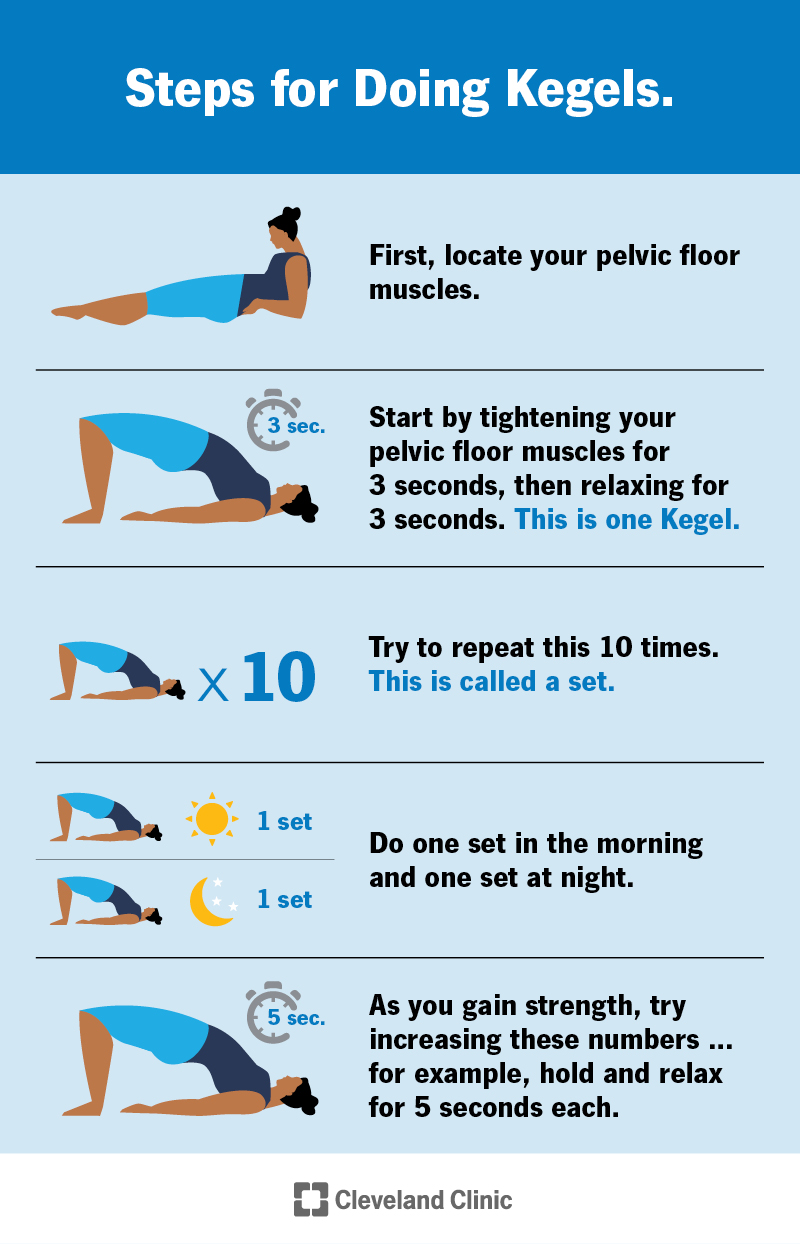 Steps for Doing Kegels.
First, locate your pelvic floor
muscles.
3 sec.
Start by tightening your
pelvic floor muscles for
3 seconds, then relaxing for
3 seconds. This is one Kegel.
x 10
Try to repeat this 10 times.
This is called a set.
1 set
1 set
Do one set in the morning
and one set at night.
5 sec.
As you gain strength, try
increasing these numbers ...
for example, hold and relax
for 5 seconds each.
Cleveland Clinic